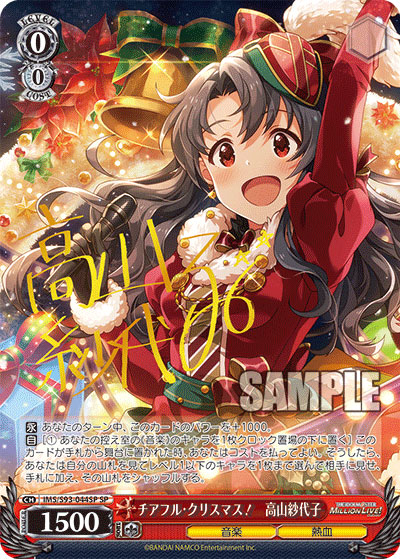 LEVEL
0
0
COST
高山紗代子
SAMPLE
永 あなたのターン中、このカードのパワーを＋1000。
自 [① あなたの控え室の《音楽》のキャラを1枚クロック置場の下に置く] このカードが手札から舞台に置かれた時、あなたはコストを払ってよい。そうしたら、
あなたは自分の山札を見てレベル1以下のキャラを1枚まで選んで相手に見せ、
手札に加え、その山札をシャッフルする。
CH IMS/S93-044SP SP
チアフル・クリスマス! 高山紗代子
THE IDOLM@STER
MILLION LIVE!
POWER
1500
音楽
熱血
©BANDAI NAMCO Entertainment Inc.